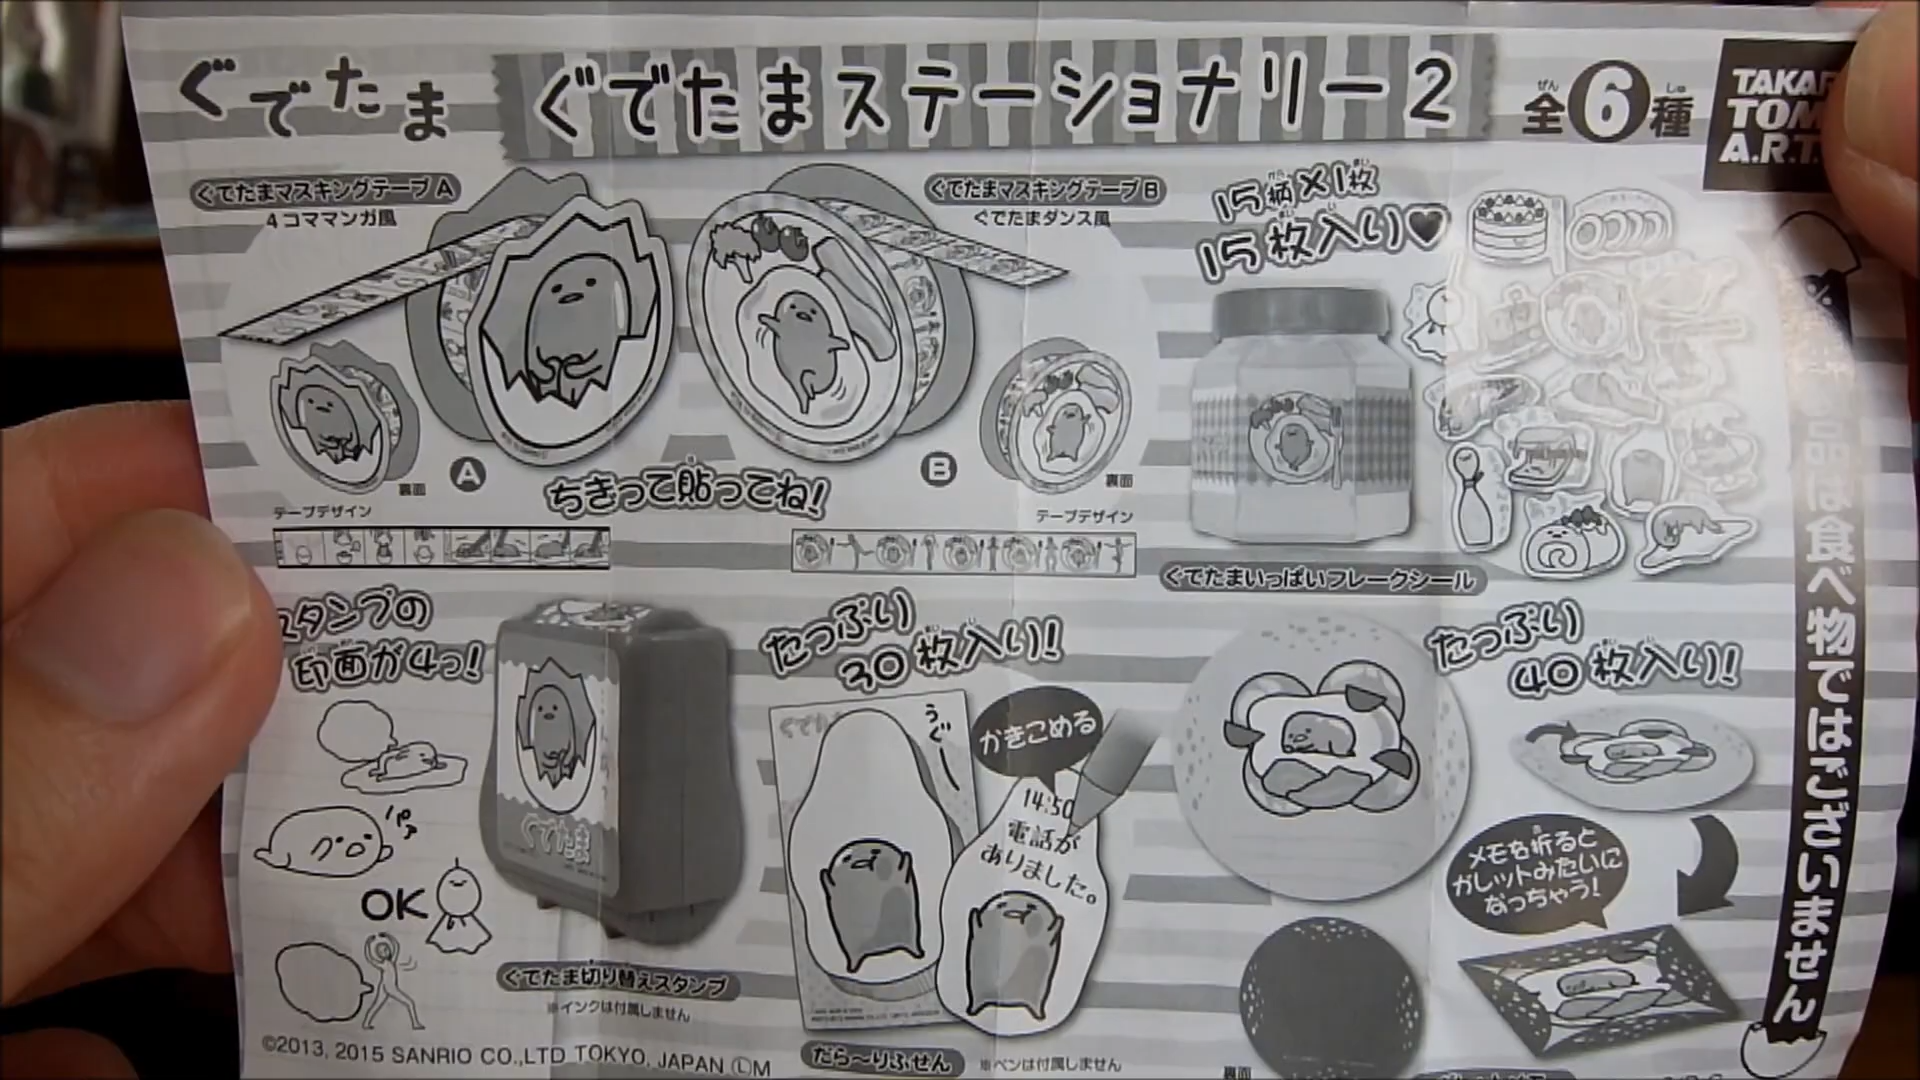 ぐでたま
ぐでたまステーショナリー2
全6種
ぜん
しゅ
TOM
A.R.T.
ぐでたまマスキングテープA
4コママンガ風
ぐでたまマスキングテープB
ぐでたまダンス風
15柄×1枚
15枚入り♥
裏面
A
B
裏面
ちぎって貼ってね!
テープデザイン
テープデザイン
ぐでたまいっぱいフレークシール
スタンプの
印面が4つ!
OK
ぐでたま
ぐでたま切り替えスタンプ
※インクは付属しません
たっぷり
30枚入り!
うぐ
かきこめる
14:50
電話が
ありました。
だら〜りふせん
※ペンは付属しません
たっぷり
40枚入り!
メモを折ると
ガレットみたいに
なっちゃう!
裏面
品は食べ物ではございません
©2013, 2015 SANRIO CO.,LTD TOKYO, JAPAN ⓁM